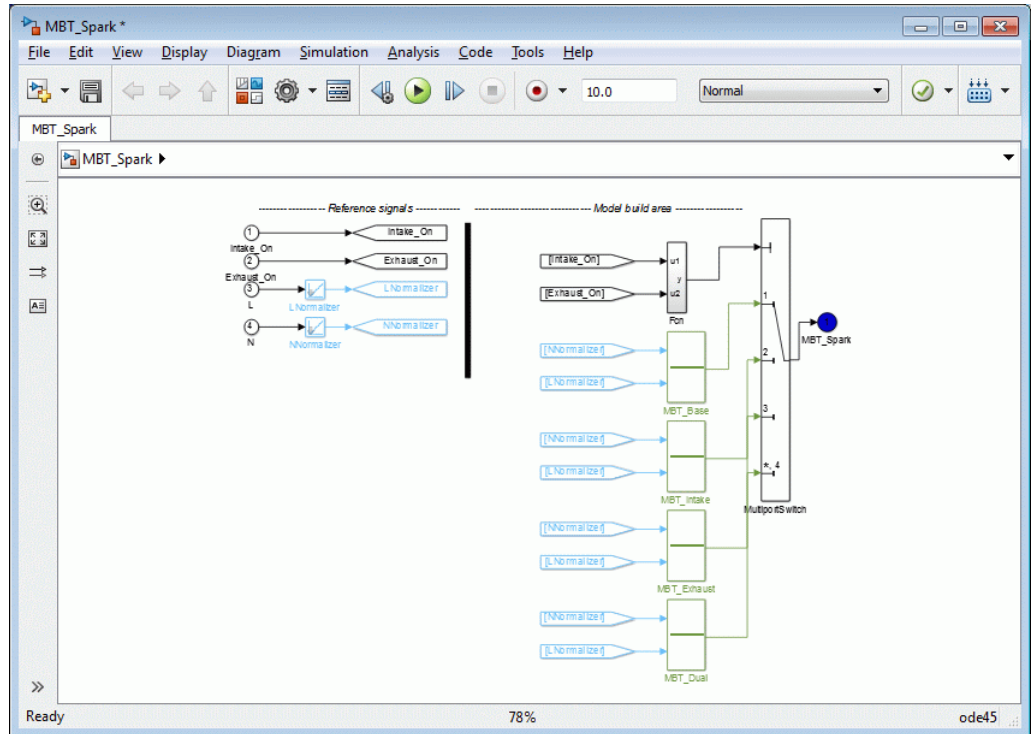 MBT_Spark *
File Edit View Display Diagram Simulation Analysis Code Tools Help
10.0 Normal
MBT_Spark
MBT_Spark
Reference signals
Model build area
1
Intake_On
Intake_On
2
Exhaust_On
Exhaust_On
3
L
LNormalizer
LNormalizer
4
N
NNormalizer
NNormalizer
[Intake_On]
[Exhaust_On]
u1
y
u2
Fcn
[NNormalizer]
[LNormalizer]
MBT_Base
[NNormalizer]
[LNormalizer]
MBT_Intake
[NNormalizer]
[LNormalizer]
MBT_Exhaust
[NNormalizer]
[LNormalizer]
MBT_Dual
1
2
3
*, 4
MultiportSwitch
MBT_Spark
Ready 78% ode45